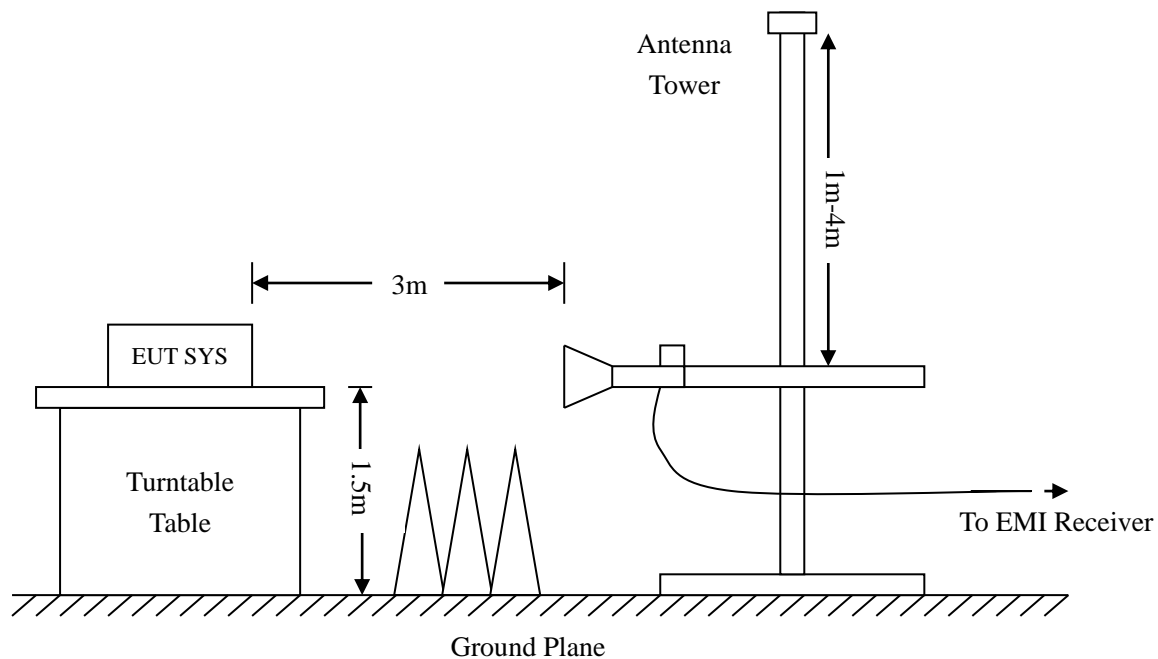 Antenna
Tower
1m-4m
3m
EUT SYS
1.5m
Turntable
Table
To EMI Receiver
Ground Plane